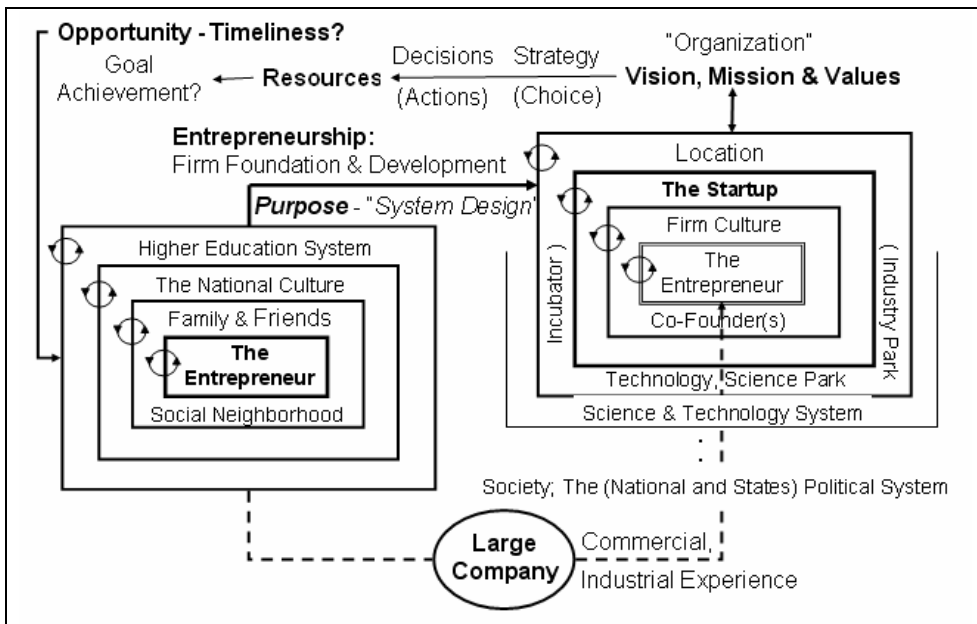 Opportunity - Timeliness?
Goal
Achievement?
Resources
Decisions
(Actions)
Strategy
(Choice)
"Organization"
Vision, Mission & Values
Entrepreneurship:
Firm Foundation & Development
Purpose - "System Design"
Higher Education System
The National Culture
Family & Friends
The
Entrepreneur
Social Neighborhood
Location
The Startup
Firm Culture
The
Entrepreneur
Co-Founder(s)
Incubator )
( Industry Park
Technology, Science Park
Science & Technology System
:
Society; The (National and States) Political System
Large
Company
Commercial,
Industrial Experience